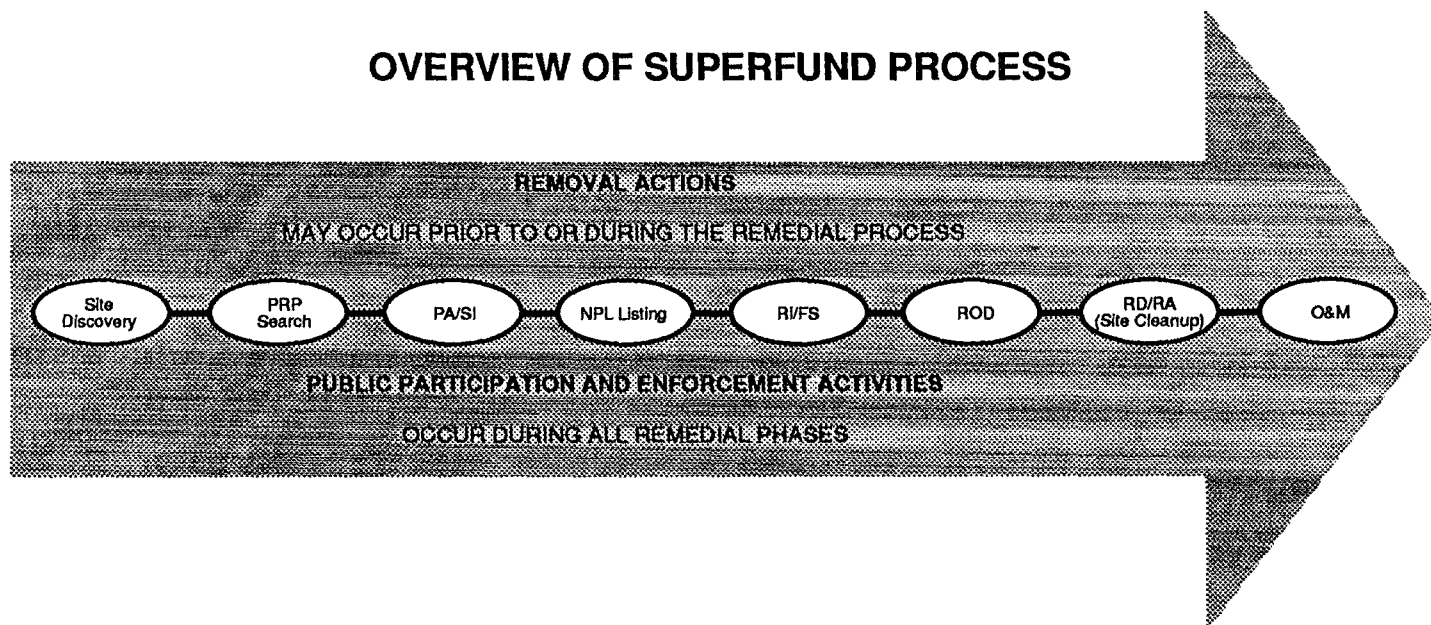 OVERVIEW OF SUPERFUND PROCESS
REMOVAL ACTIONS
MAY OCCUR PRIOR TO OR DURING THE REMEDIAL PROCESS
Site
Discovery
PRP
Search
PA/SI
NPL Listing
RI/FS
ROD
RD/RA
(Site Cleanup)
O&M
PUBLIC PARTICIPATION AND ENFORCEMENT ACTIVITIES
OCCUR DURING ALL REMEDIAL PHASES